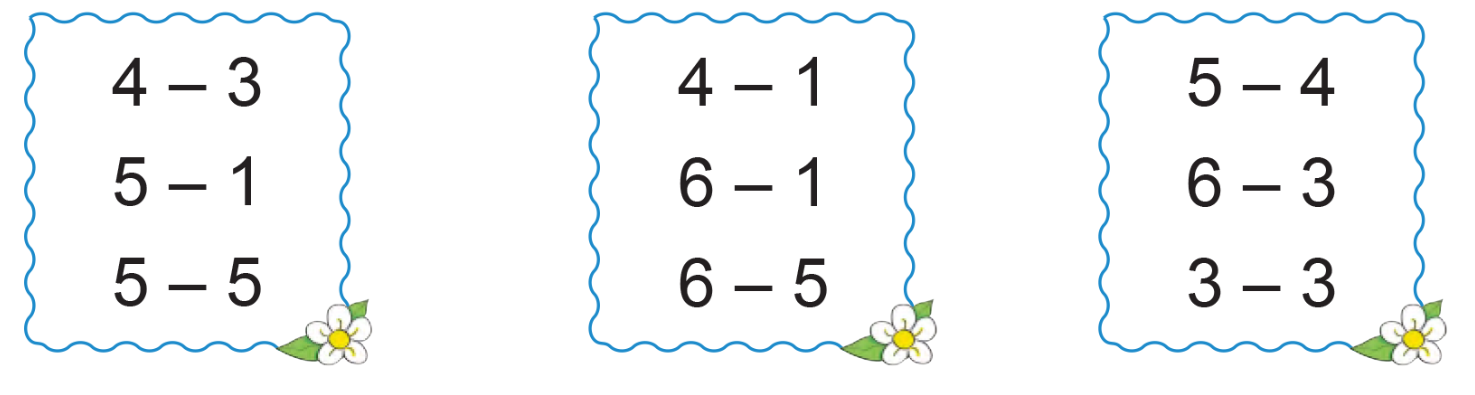 4 – 3
5 – 1
5 – 5
4 – 1
6 – 1
6 – 5
5 – 4
6 – 3
3 – 3